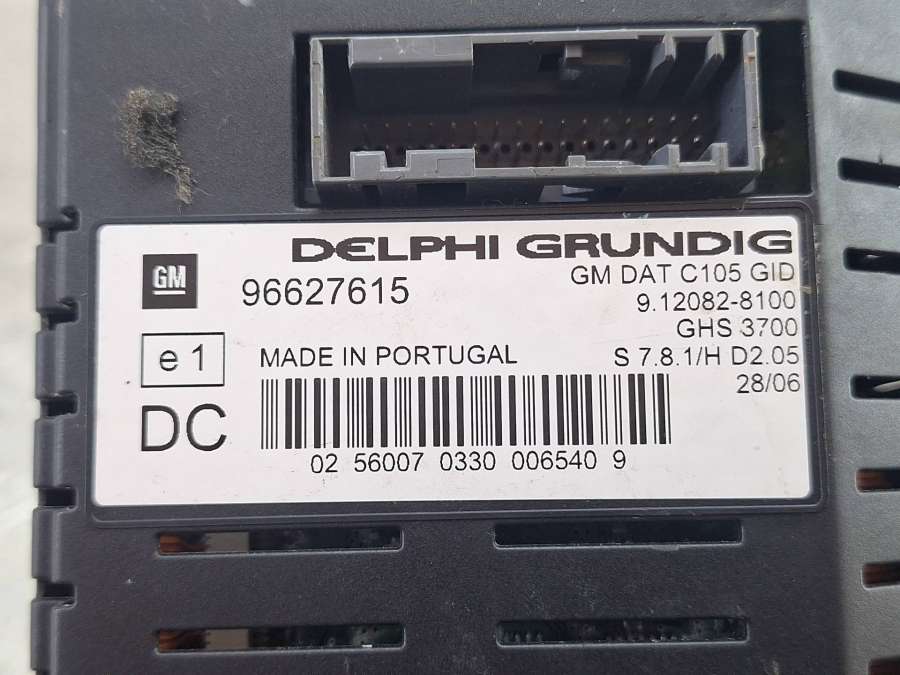 DELPHI GRUNDIG
GM
96627615
GM DAT C105 GID
9.12082-8100
GHS 3700
e 1
MADE IN PORTUGAL
S 7.8.1/H D2.05
28/06
DC
02 56007 0330 006540 9